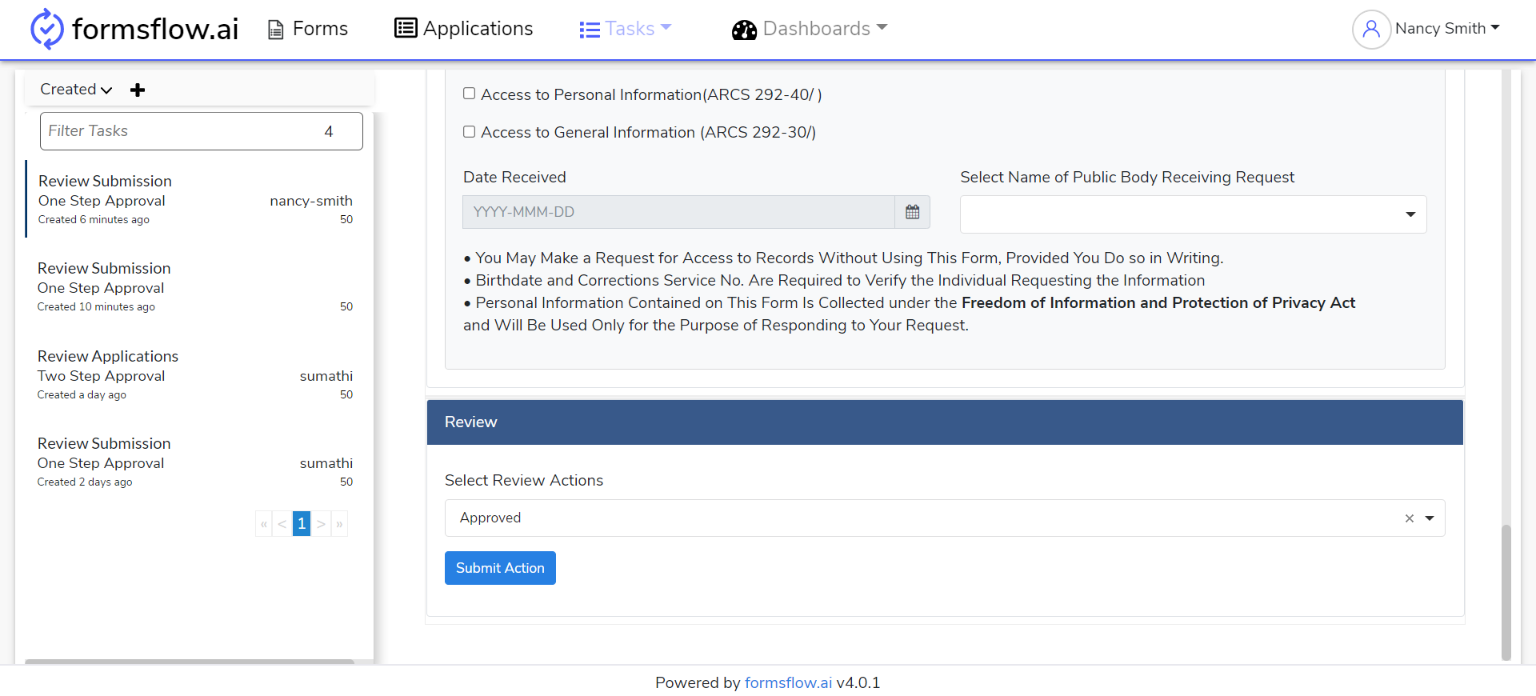 formsflow.ai
Forms
Applications
Tasks
Dashboards
Nancy Smith
Created
Filter Tasks 4
Review Submission
One Step Approval nancy-smith
Created 6 minutes ago 50
Review Submission
One Step Approval
Created 10 minutes ago 50
Review Applications
Two Step Approval sumathi
Created a day ago 50
Review Submission
One Step Approval sumathi
Created 2 days ago 50
« < 1 > »
Access to Personal Information(ARCS 292-40/ )
Access to General Information (ARCS 292-30/)
Date Received
YYYY-MMM-DD
Select Name of Public Body Receiving Request
• You May Make a Request for Access to Records Without Using This Form, Provided You Do so in Writing.
• Birthdate and Corrections Service No. Are Required to Verify the Individual Requesting the Information
• Personal Information Contained on This Form Is Collected under the Freedom of Information and Protection of Privacy Act
and Will Be Used Only for the Purpose of Responding to Your Request.
Review
Select Review Actions
Approved ×
Submit Action
Powered by formsflow.ai v4.0.1